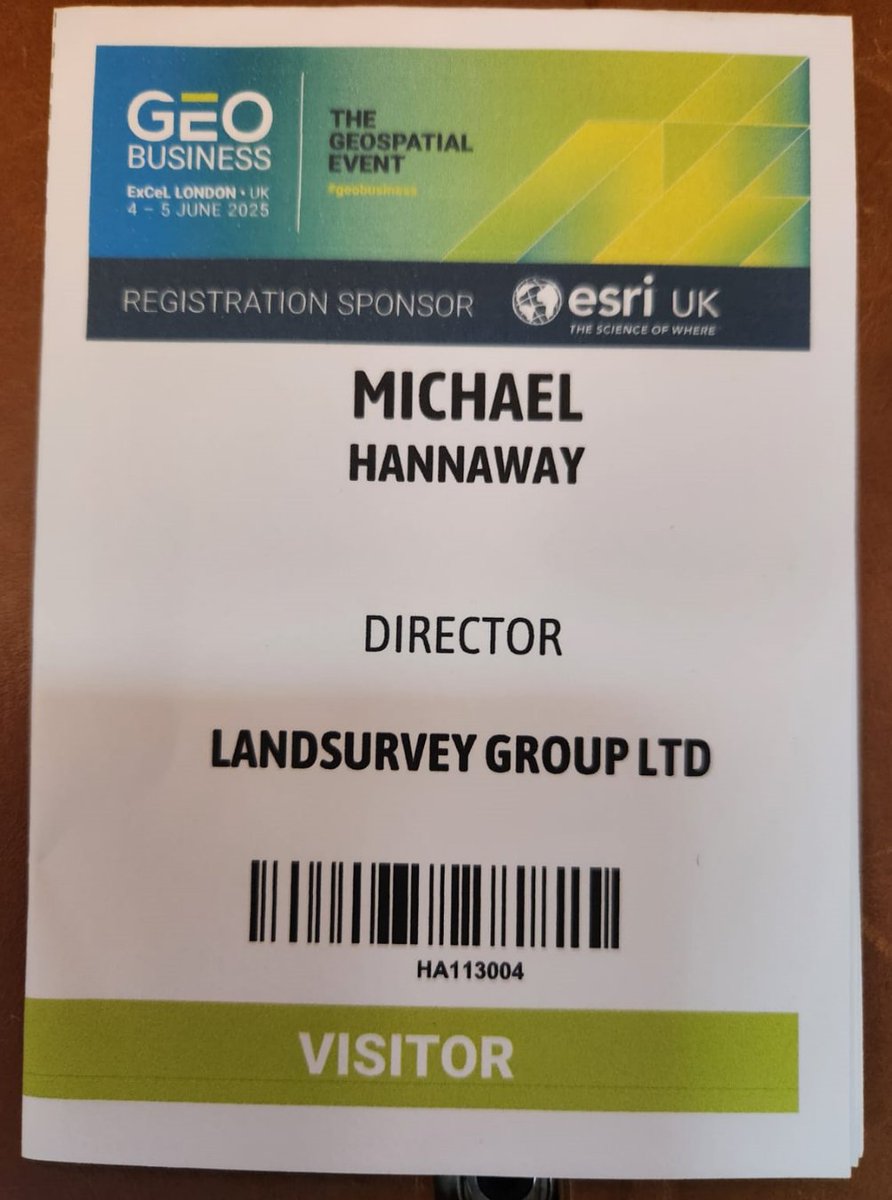 GEO
BUSINESS
ExCeL LONDON • UK
4 – 5 JUNE 2025
THE
GEOSPATIAL
EVENT
#geobusiness
REGISTRATION SPONSOR
esri UK
THE SCIENCE OF WHERE
MICHAEL
HANNAWAY
DIRECTOR
LANDSURVEY GROUP LTD
HA113004
VISITOR